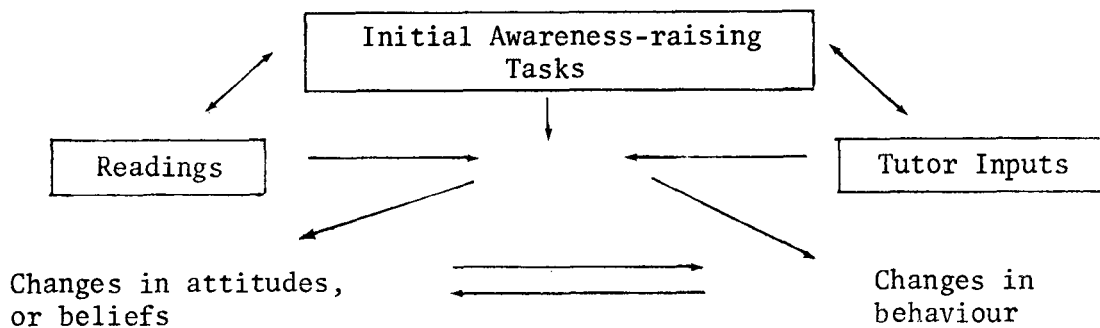 Initial Awareness-raising
Tasks
Readings
Tutor Inputs
Changes in attitudes,
or beliefs
Changes in
behaviour